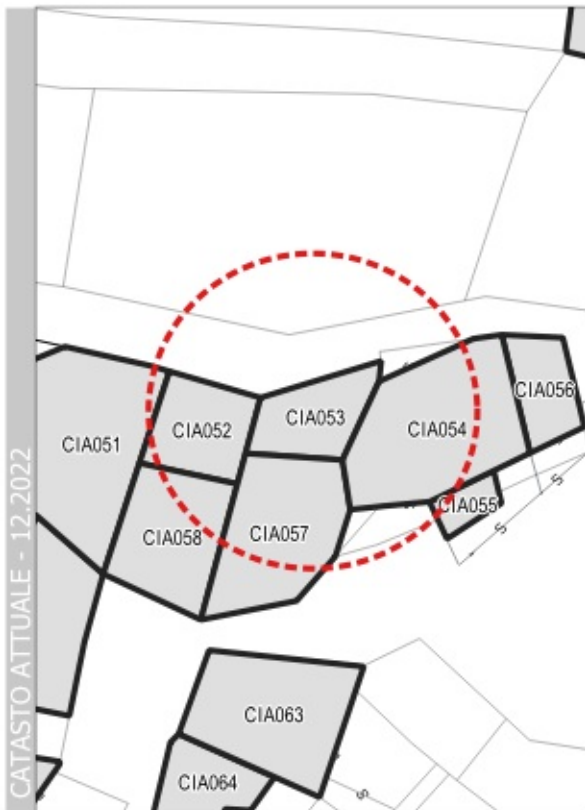 CATASTO ATTUALE - 12.2022
CIA051
CIA052
CIA053
CIA054
CIA056
CIA055
CIA058
CIA057
CIA063
CIA064
S
S
S